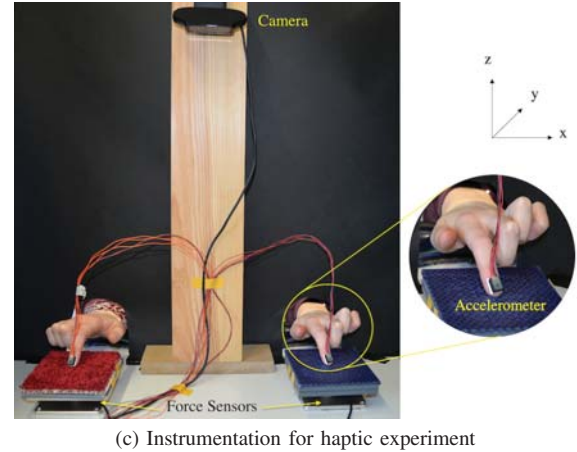 Camera
z
y
x
Accelerometer
Force Sensors
(c) Instrumentation for haptic experiment